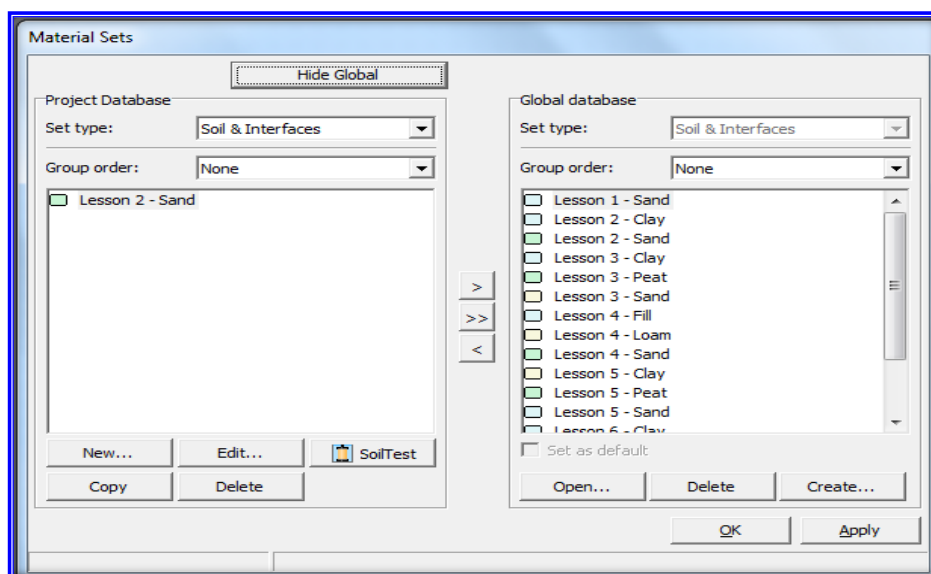 Material Sets
Hide Global
Project Database
Set type:
Soil & Interfaces
Group order:
None
Lesson 2 - Sand
New...
Edit...
SoilTest
Copy
Delete
>
>>
<
Global database
Set type:
Soil & Interfaces
Group order:
None
Lesson 1 - Sand
Lesson 2 - Clay
Lesson 2 - Sand
Lesson 3 - Clay
Lesson 3 - Peat
Lesson 3 - Sand
Lesson 4 - Fill
Lesson 4 - Loam
Lesson 4 - Sand
Lesson 5 - Clay
Lesson 5 - Peat
Lesson 5 - Sand
Lesson 6 - Clay
Set as default
Open...
Delete
Create...
OK
Apply